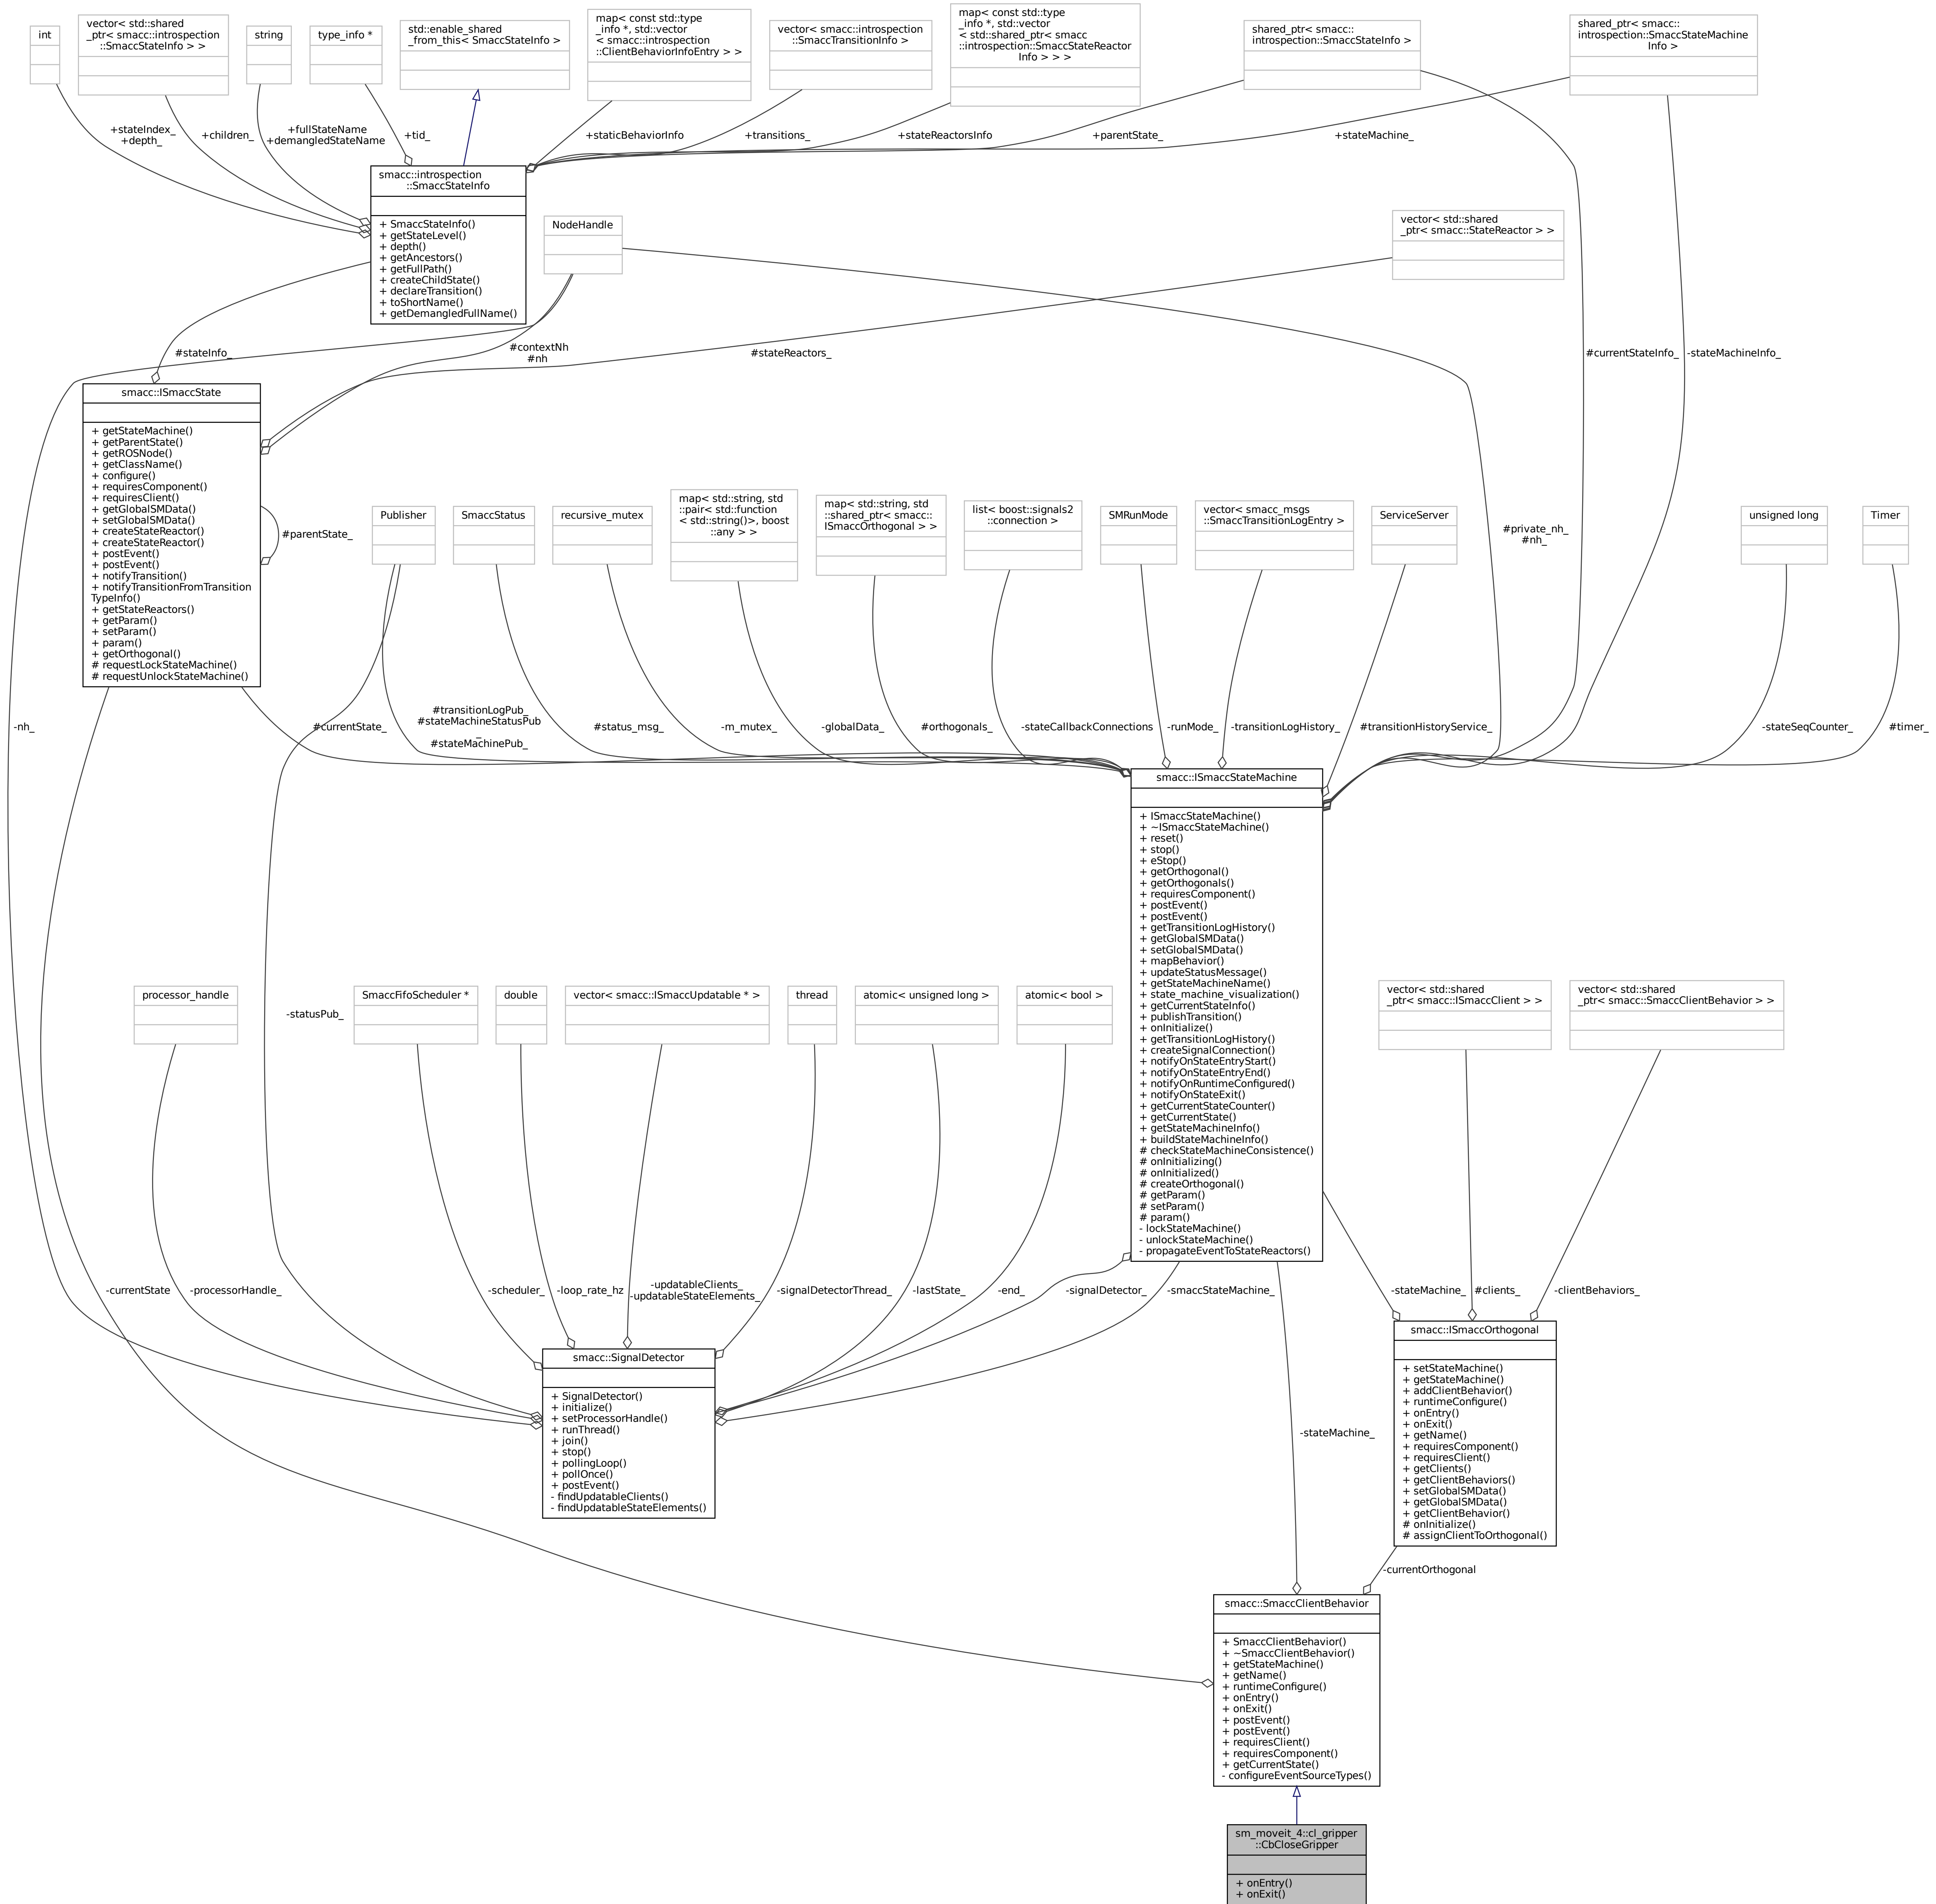 int
vector< std::shared
_ptr< smacc::introspection
::SmaccStateInfo > >
string
type_info *
std::enable_shared
_from_this< SmaccStateInfo >
map< const std::type
_info *, std::vector
< smacc::introspection
::ClientBehaviorInfoEntry > >
vector< smacc::introspection
::SmaccTransitionInfo >
map< const std::type
_info *, std::vector
< std::shared_ptr< smacc
::introspection::SmaccStateReactor
Info > > >
shared_ptr< smacc::
introspection::SmaccStateInfo >
shared_ptr< smacc::
introspection::SmaccStateMachine
Info >
+stateIndex_
+depth_
+children_
+fullStateName
+demangledStateName
+tid_
+staticBehaviorInfo
+transitions_
+stateReactorsInfo
+parentState_
+stateMachine_
smacc::introspection
::SmaccStateInfo
+ SmaccStateInfo()
+ getStateLevel()
+ depth()
+ getAncestors()
+ getFullPath()
+ createChildState()
+ declareTransition()
+ toShortName()
+ getDemangledFullName()
NodeHandle
vector< std::shared
_ptr< smacc::StateReactor > >
#stateInfo_
#contextNh
#nh
#stateReactors_
#currentStateInfo_
-stateMachineInfo_
smacc::ISmaccState
+ getStateMachine()
+ getParentState()
+ getROSNode()
+ getClassName()
+ configure()
+ requiresComponent()
+ requiresClient()
+ getGlobalSMData()
+ setGlobalSMData()
+ createStateReactor()
+ createStateReactor()
+ postEvent()
+ postEvent()
+ notifyTransition()
+ notifyTransitionFromTransition
TypeInfo()
+ getStateReactors()
+ getParam()
+ setParam()
+ param()
+ getOrthogonal()
# requestLockStateMachine()
# requestUnlockStateMachine()
#parentState_
Publisher
SmaccStatus
recursive_mutex
map< std::string, std
::pair< std::function
< std::string()>, boost
::any > >
map< std::string, std
::shared_ptr< smacc::
ISmaccOrthogonal > >
list< boost::signals2
::connection >
SMRunMode
vector< smacc_msgs
::SmaccTransitionLogEntry >
ServiceServer
#private_nh_
#nh_
unsigned long
Timer
-nh_
#currentState_
#transitionLogPub_
#stateMachineStatusPub
_
#stateMachinePub_
#status_msg_
-m_mutex_
-globalData_
#orthogonals_
-stateCallbackConnections
-runMode_
-transitionLogHistory_
#transitionHistoryService_
-stateSeqCounter_
#timer_
smacc::ISmaccStateMachine
+ ISmaccStateMachine()
+ ~ISmaccStateMachine()
+ reset()
+ stop()
+ eStop()
+ getOrthogonal()
+ getOrthogonals()
+ requiresComponent()
+ postEvent()
+ postEvent()
+ getTransitionLogHistory()
+ getGlobalSMData()
+ setGlobalSMData()
+ mapBehavior()
+ updateStatusMessage()
+ getStateMachineName()
+ state_machine_visualization()
+ getCurrentStateInfo()
+ publishTransition()
+ onInitialize()
+ getTransitionLogHistory()
+ createSignalConnection()
+ notifyOnStateEntryStart()
+ notifyOnStateEntryEnd()
+ notifyOnRuntimeConfigured()
+ notifyOnStateExit()
+ getCurrentStateCounter()
+ getCurrentState()
+ getStateMachineInfo()
+ buildStateMachineInfo()
# checkStateMachineConsistence()
# onInitializing()
# onInitialized()
# createOrthogonal()
# getParam()
# setParam()
# param()
- lockStateMachine()
- unlockStateMachine()
- propagateEventToStateReactors()
processor_handle
-statusPub_
SmaccFifoScheduler *
double
vector< smacc::ISmaccUpdatable * >
thread
atomic< unsigned long >
atomic< bool >
vector< std::shared
_ptr< smacc::ISmaccClient > >
vector< std::shared
_ptr< smacc::SmaccClientBehavior > >
-currentState
-processorHandle_
-scheduler_
-loop_rate_hz
-updatableClients_
-updatableStateElements_
-signalDetectorThread_
-lastState_
-end_
-signalDetector_
-smaccStateMachine_
-stateMachine_
#clients_
-clientBehaviors_
smacc::SignalDetector
+ SignalDetector()
+ initialize()
+ setProcessorHandle()
+ runThread()
+ join()
+ stop()
+ pollingLoop()
+ pollOnce()
+ postEvent()
- findUpdatableClients()
- findUpdatableStateElements()
smacc::ISmaccOrthogonal
+ setStateMachine()
+ getStateMachine()
+ addClientBehavior()
+ runtimeConfigure()
+ onEntry()
+ onExit()
+ getName()
+ requiresComponent()
+ requiresClient()
+ getClients()
+ getClientBehaviors()
+ setGlobalSMData()
+ getGlobalSMData()
+ getClientBehavior()
# onInitialize()
# assignClientToOrthogonal()
-stateMachine_
-currentOrthogonal
smacc::SmaccClientBehavior
+ SmaccClientBehavior()
+ ~SmaccClientBehavior()
+ getStateMachine()
+ getName()
+ runtimeConfigure()
+ onEntry()
+ onExit()
+ postEvent()
+ postEvent()
+ requiresClient()
+ requiresComponent()
+ getCurrentState()
- configureEventSourceTypes()
sm_moveit_4::cl_gripper
::CbCloseGripper
+ onEntry()
+ onExit()